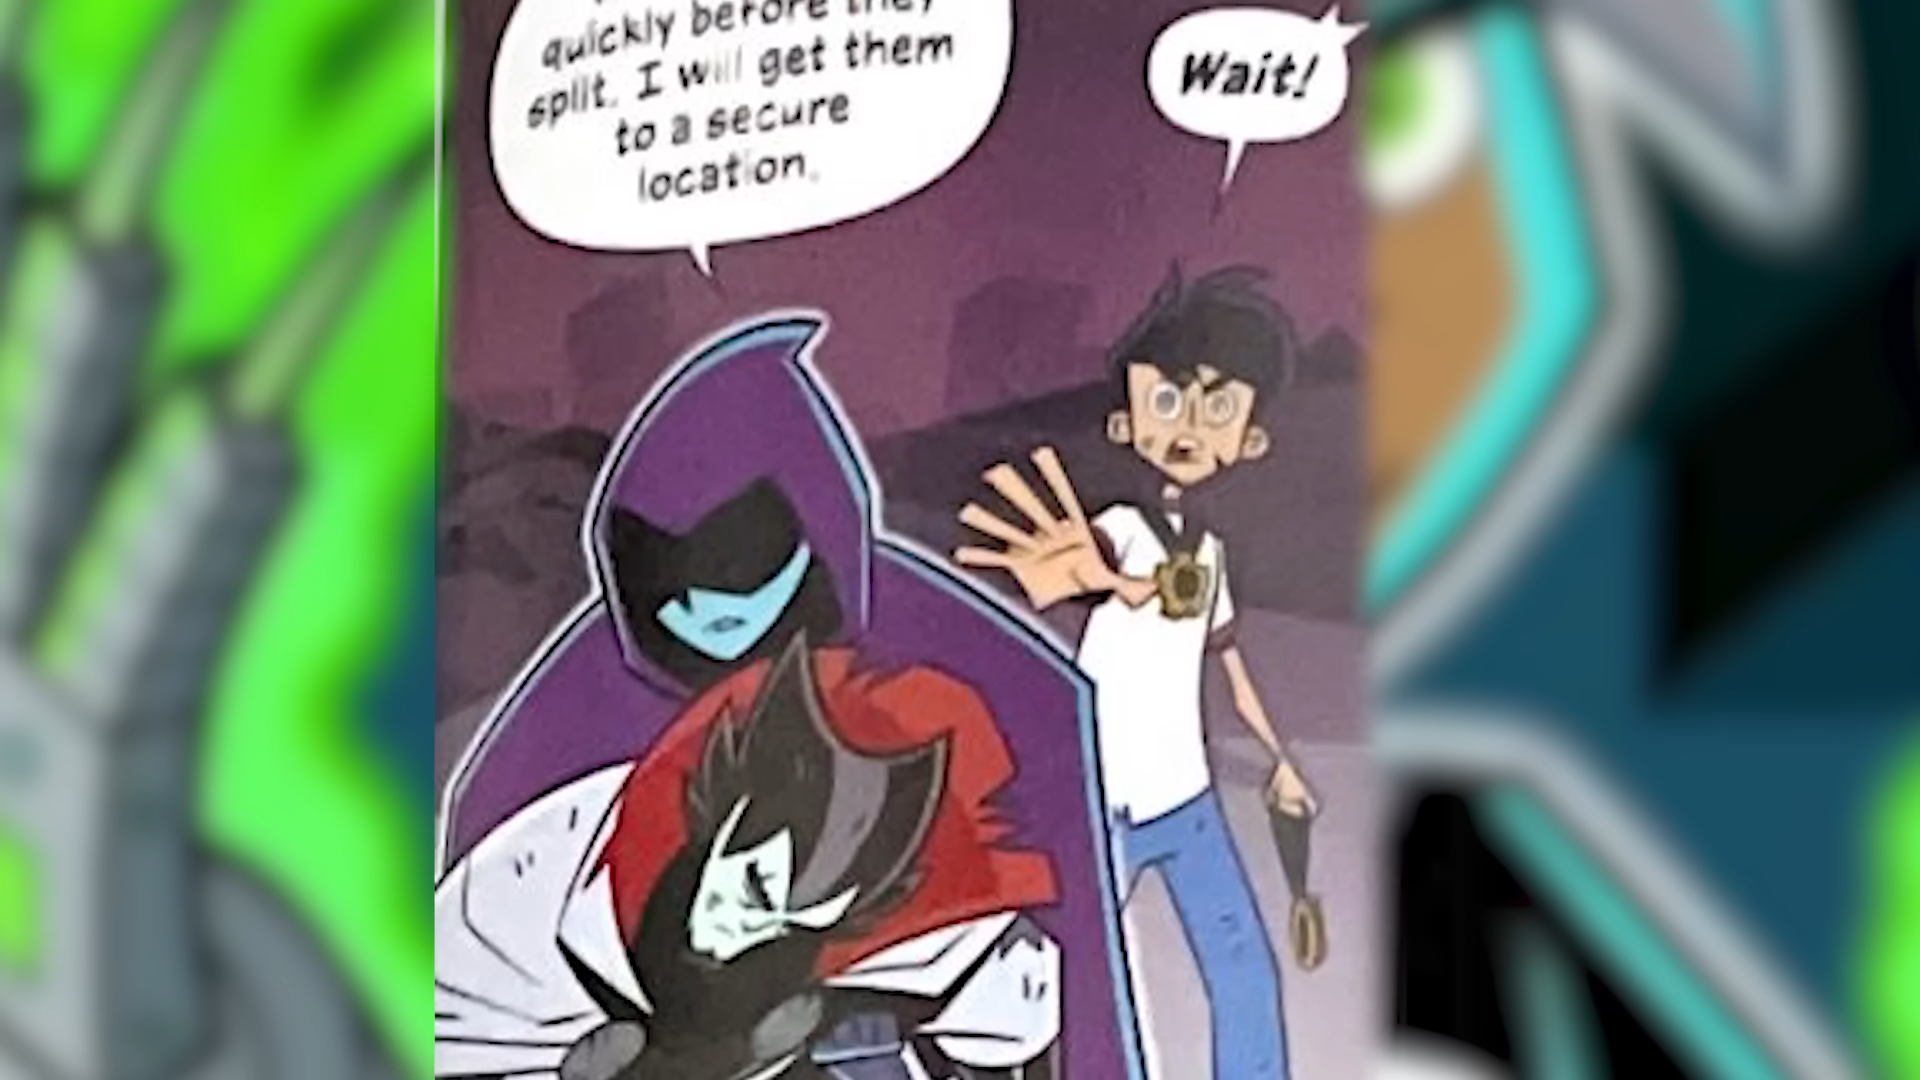 quickly before they
split. I will get them
to a secure
location.
Wait!